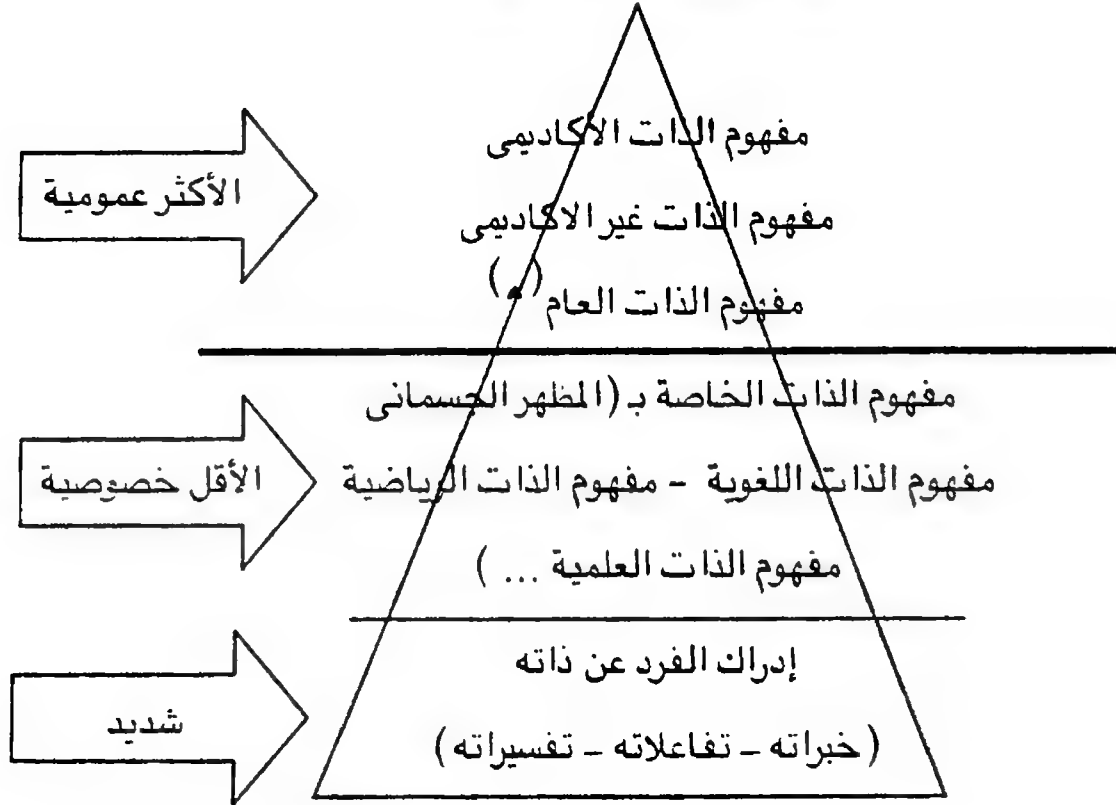 مفهوم الذات الأكاديمى
الأكثر عمومية
مفهوم الذات غير الاكاديمى
مفهوم الذات العام (*)
مفهوم الذات الخاصة بـ (المظهر الجسمانى
الأقل خصوصية
مفهوم الذات اللغوية - مفهوم الذات الرياضية
مفهوم الذات العلمية ... )
إدراك الفرد عن ذاته
شديد
(خبراته - تفاعلاته - تفسيراته)